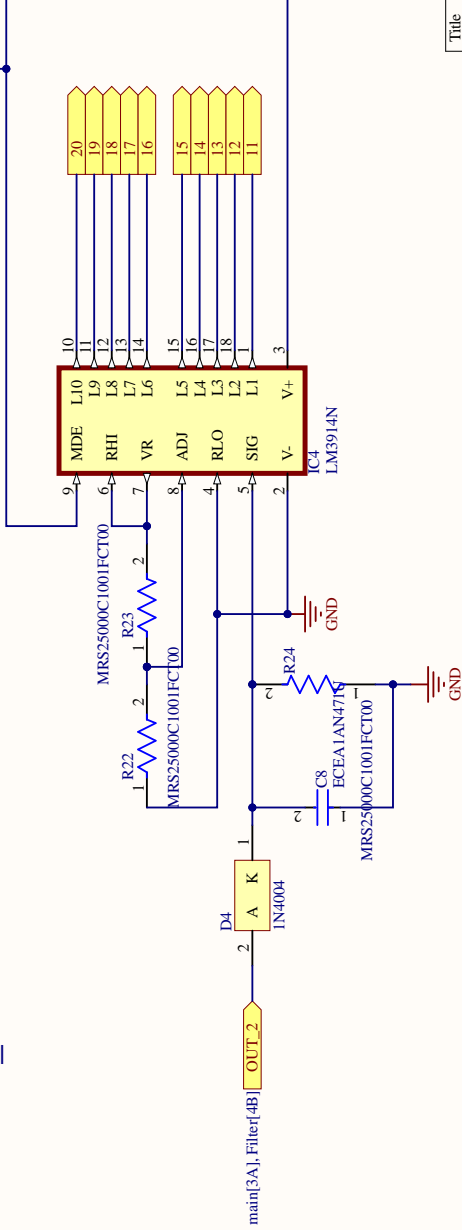 Title
20
19
18
17
16
15
14
13
12
11
10
11
12
13
14
15
16
17
18
1
3
L10
L9
L8
L7
L6
L5
L4
L3
L2
L1
V+
MDE
RHI
VR
ADJ
RLO
SIG
V-
9
6
7
8
4
5
2
IC4
LM3914N
MRS25000C1001FCT00
R23
2
1
R22
2
1
MRS25000C1001FCT00
GND
R24
2
1
MRS25000C1001FCT00
GND
C8
ECEA1AN471U
2
1
D4
A K
1N4004
2
1
OUT_2
main[3A], Filter[4B]